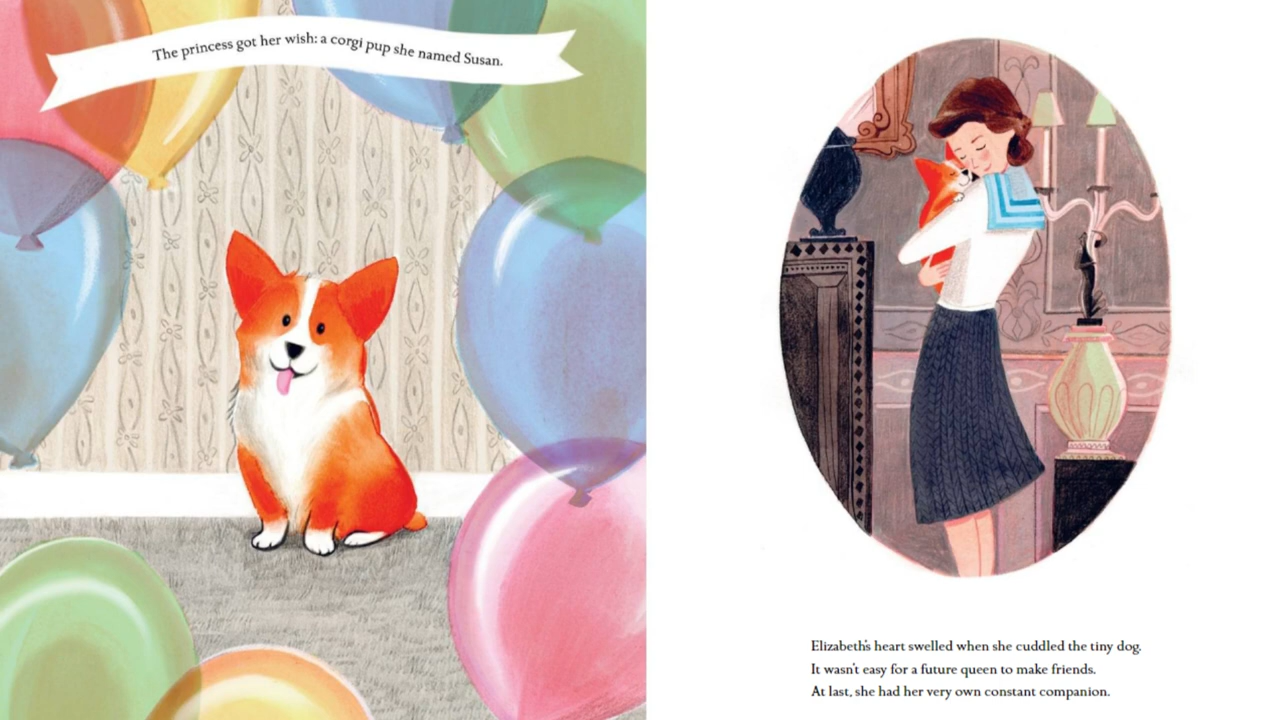 The princess got her wish: a corgi pup she named Susan.
Elizabeth's heart swelled when she cuddled the tiny dog.
It wasn't easy for a future queen to make friends.
At last, she had her very own constant companion.